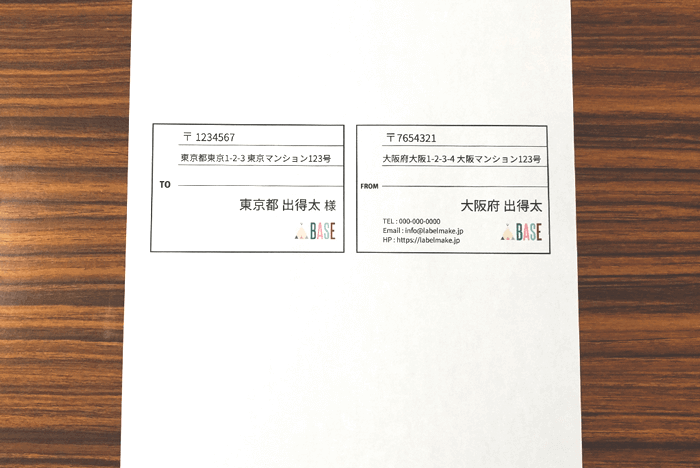 〒 1234567
東京都東京1-2-3 東京マンション123号
TO
東京都 出得太 様
BASE
〒7654321
大阪府大阪1-2-3-4 大阪マンション123号
FROM
大阪府 出得太
TEL : 000-000-0000
Email : info@labelmake.jp
HP : https://labelmake.jp
BASE